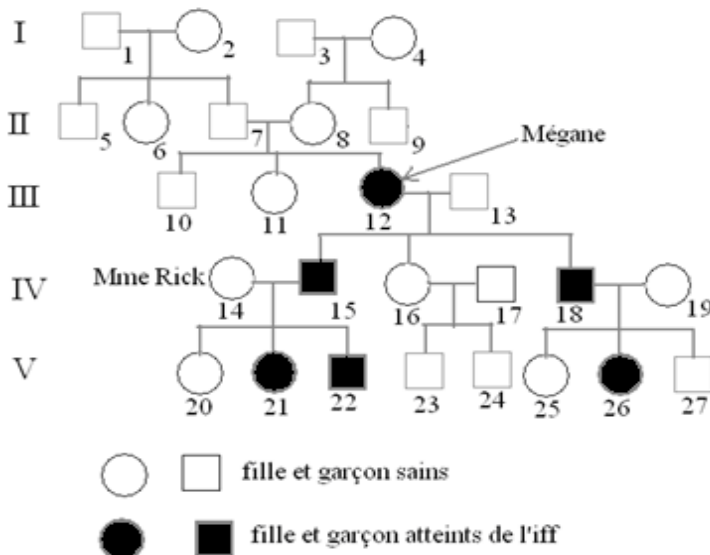 I
1 2 3 4
II
5 6 7 8 9
Mégane
III
10 11 12 13
Mme Rick
IV
14 15 16 17 18 19
V
20 21 22 23 24 25 26 27
fille et garçon sains
fille et garçon atteints de l'iff